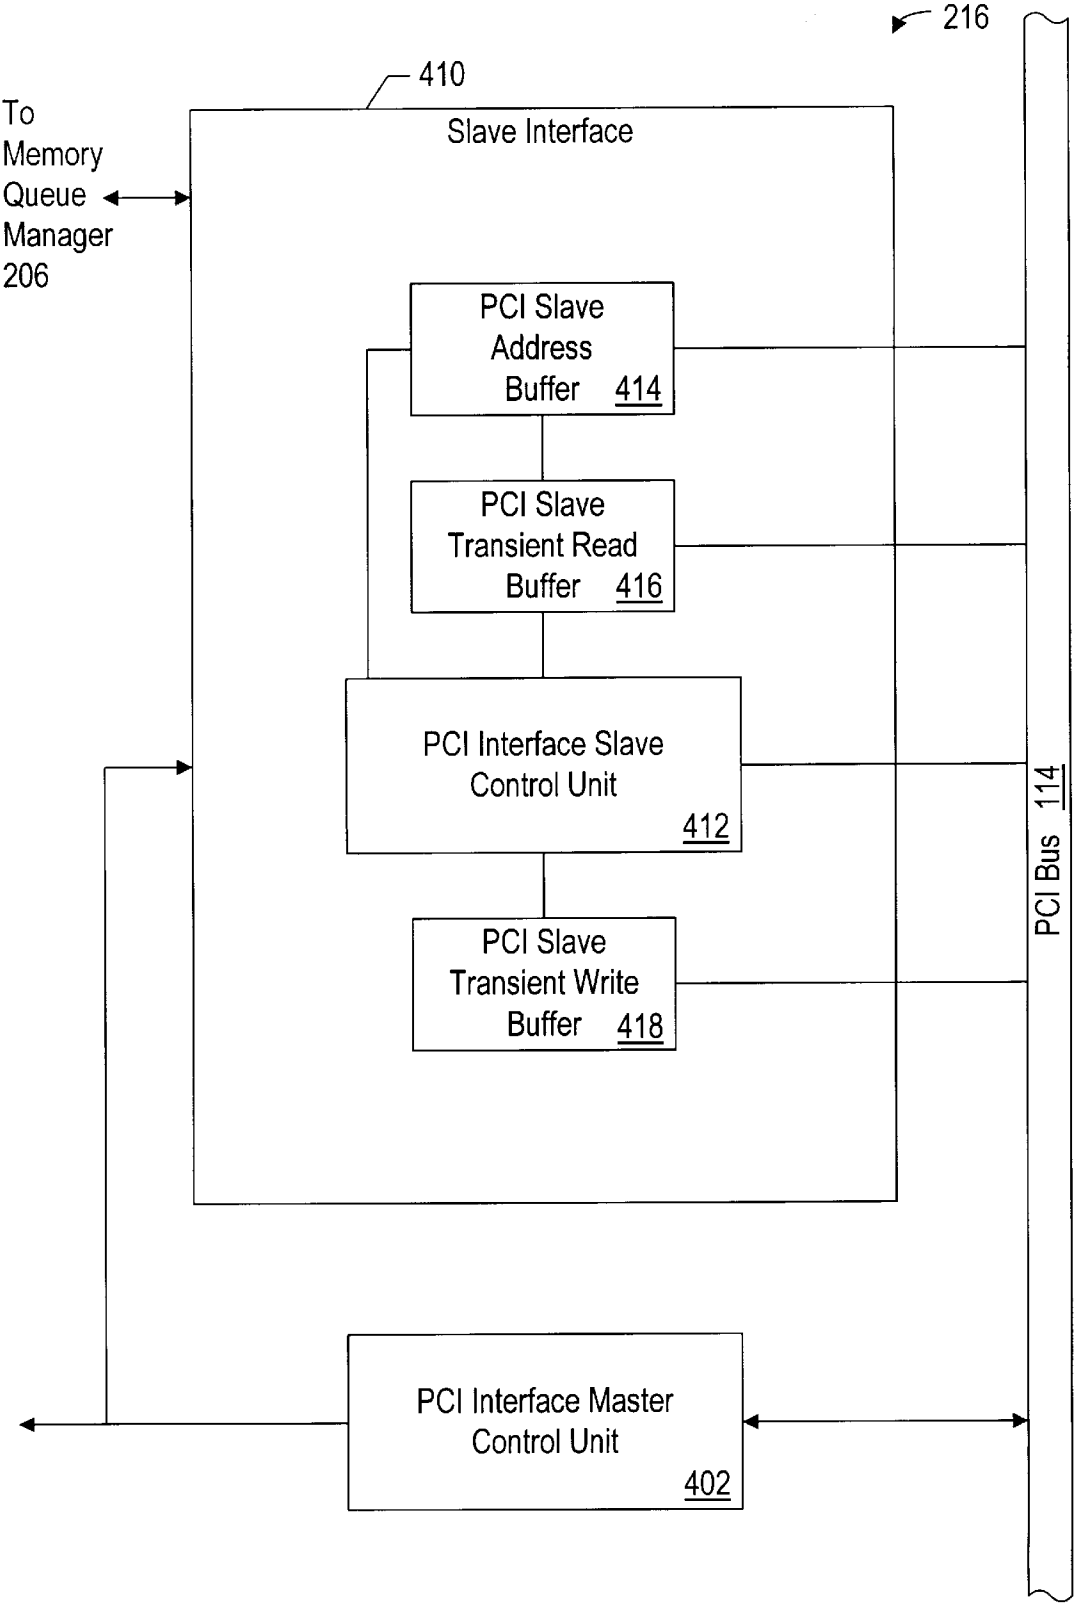 216
410
To
Memory
Queue
Manager
206
Slave Interface
PCI Slave
Address
Buffer 414
PCI Slave
Transient Read
Buffer 416
PCI Interface Slave
Control Unit
412
PCI Bus 114
PCI Slave
Transient Write
Buffer 418
PCI Interface Master
Control Unit
402